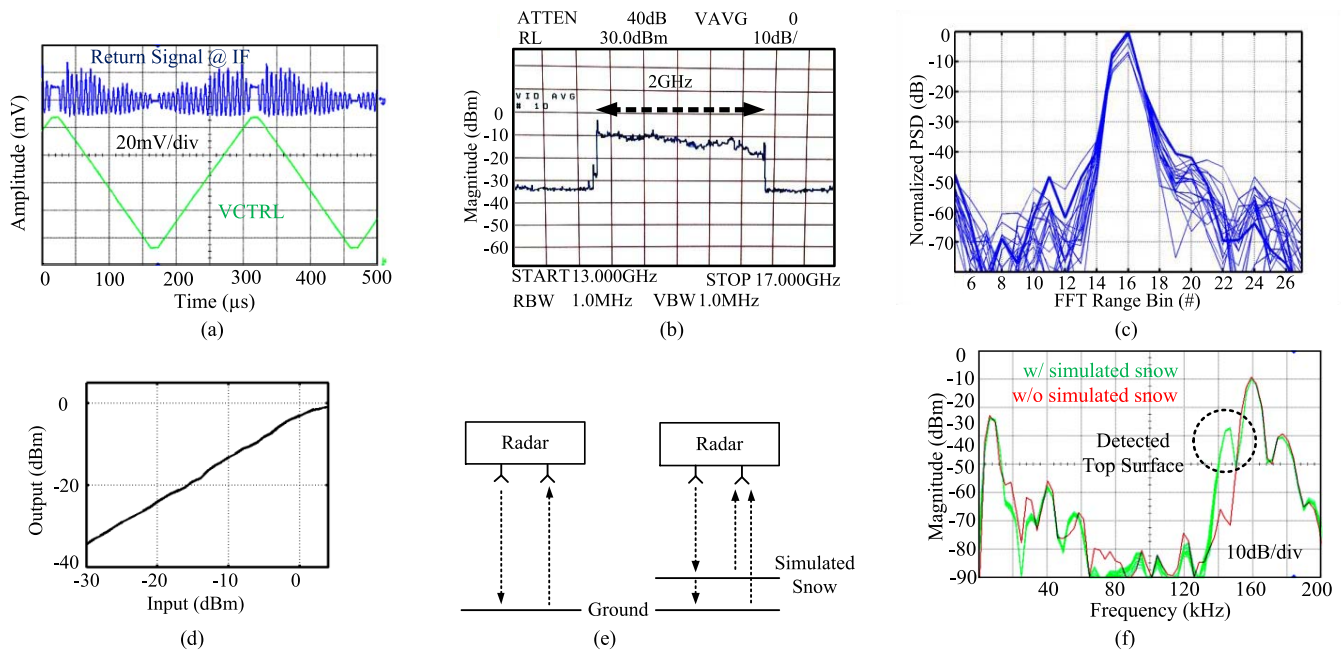 Return Signal @ IF
20mV/div
VCTRL
Amplitude (mV)
0 100 200 300 400 500
Time (µs)
(a)
ATTEN 40dB VAVG 0
RL 30.0dBm 10dB/
VID AVG
# 10
2GHz
Magnitude (dBm)
0
-10
-20
-30
-40
-50
-60
START 13.000GHz STOP 17.000GHz
RBW 1.0MHz VBW 1.0MHz
(b)
Normalized PSD (dB)
0
-10
-20
-30
-40
-50
-60
-70
6 8 10 12 14 16 18 20 22 24 26
FFT Range Bin (#)
(c)
Output (dBm)
0
-20
-40
-30 -20 -10 0
Input (dBm)
(d)
Radar Radar
Simulated
Snow
Ground
(e)
w/ simulated snow
w/o simulated snow
Detected
Top Surface
10dB/div
Magnitude (dBm)
0
-10
-20
-30
-40
-50
-60
-70
-80
-90
40 80 100 120 160 200
Frequency (kHz)
(f)